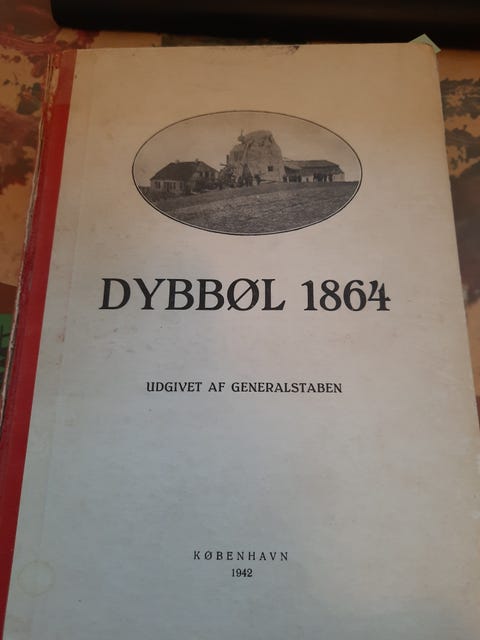 DYBBØL 1864
UDGIVET AF GENERALSTABEN
KØBENHAVN
1942